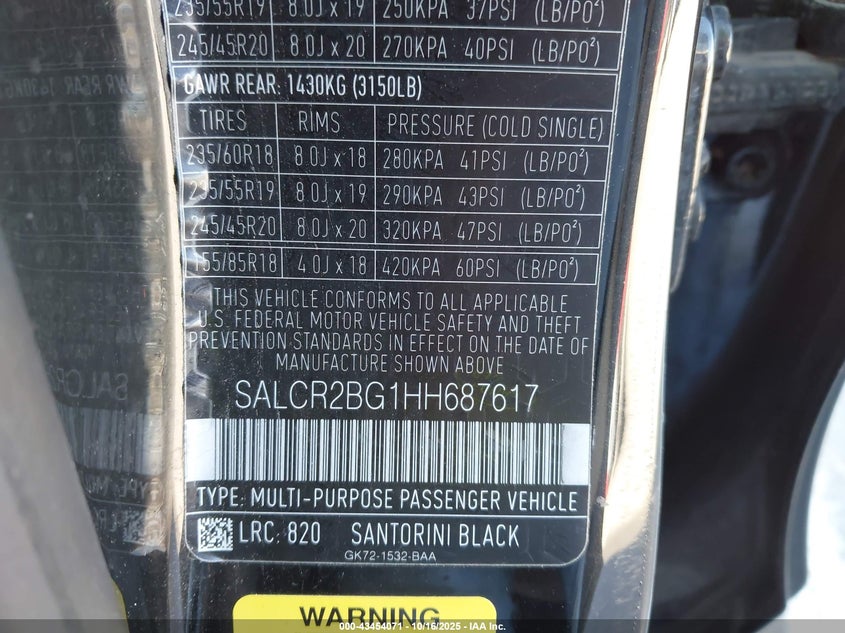 235/55R19 8.0J x 19 250KPA 37PSI (LB/PO²)
245/45R20 8.0J x 20 270KPA 40PSI (LB/PO²)
GAWR REAR: 1430KG (3150LB)
TIRES RIMS PRESSURE (COLD SINGLE)
235/60R18 8.0J x 18 280KPA 41PSI (LB/PO²)
235/55R19 8.0J x 19 290KPA 43PSI (LB/PO²)
245/45R20 8.0J x 20 320KPA 47PSI (LB/PO²)
155/85R18 4.0J x 18 420KPA 60PSI (LB/PO²)
THIS VEHICLE CONFORMS TO ALL APPLICABLE
U.S. FEDERAL MOTOR VEHICLE SAFETY AND THEFT
PREVENTION STANDARDS IN EFFECT ON THE DATE OF
MANUFACTURE SHOWN ABOVE
SALCR2BG1HH687617
TYPE: MULTI-PURPOSE PASSENGER VEHICLE
LRC: 820 SANTORINI BLACK
GK72-1532-BAA
WARNING
000-43454071 - 10/16/2025 - IAA Inc.